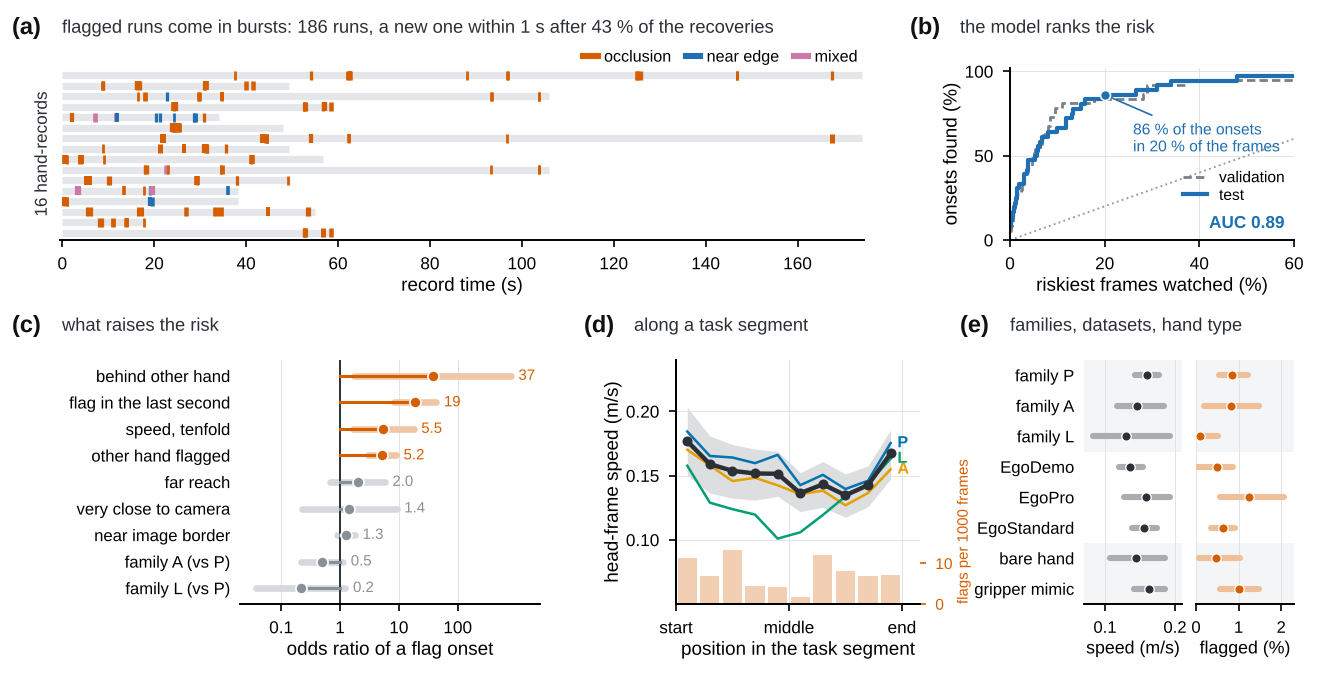 (a) flagged runs come in bursts: 186 runs, a new one within 1 s after 43 % of the recoveries
occlusion near edge mixed
16 hand-records
0 20 40 60 80 100 120 140 160
record time (s)
(b) the model ranks the risk
onsets found (%)
100
50
0
86 % of the onsets
in 20 % of the frames
validation
test
AUC 0.89
0 20 40 60
riskiest frames watched (%)
(c) what raises the risk
behind other hand 37
flag in the last second 19
speed, tenfold 5.5
other hand flagged 5.2
far reach 2.0
very close to camera 1.4
near image border 1.3
family A (vs P) 0.5
family L (vs P) 0.2
0.1 1 10 100
odds ratio of a flag onset
(d) along a task segment
head-frame speed (m/s)
0.20
0.15
0.10
P
L
A
10
0
flags per 1000 frames
start middle end
position in the task segment
(e) families, datasets, hand type
family P
family A
family L
EgoDemo
EgoPro
EgoStandard
bare hand
gripper mimic
0.1 0.2 0 1 2
speed (m/s) flagged (%)